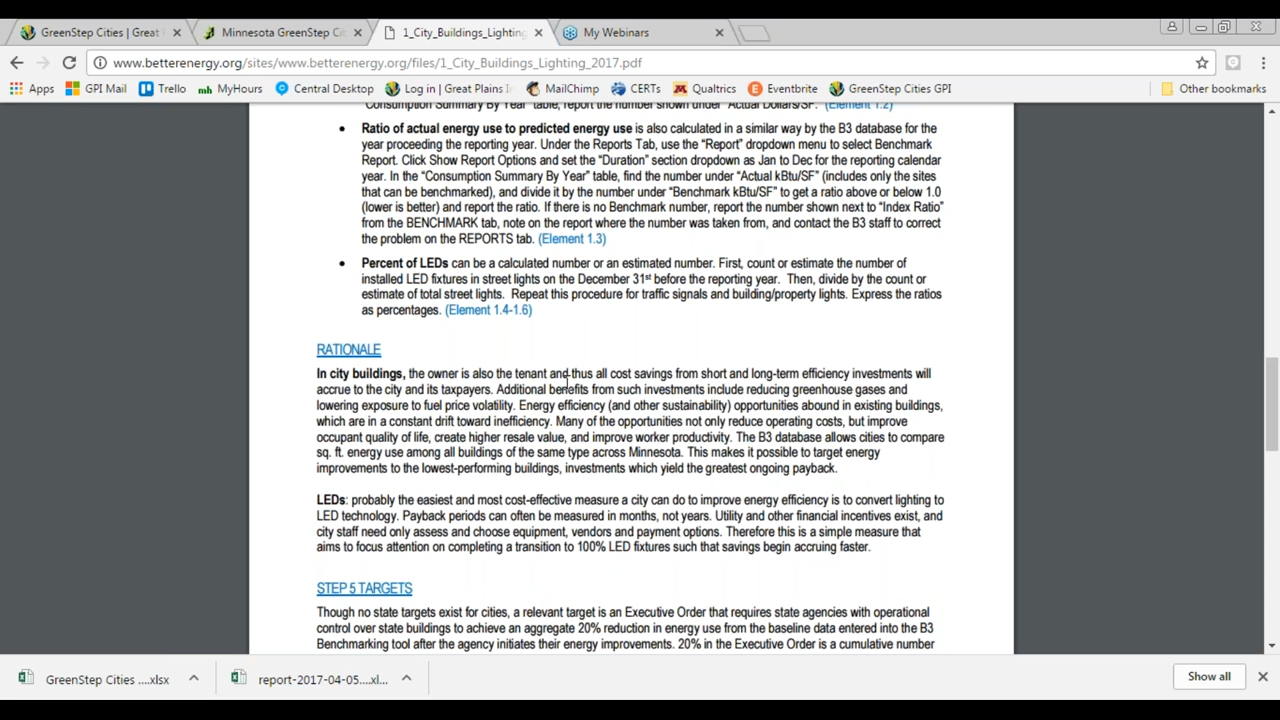 GreenStep Cities | Great
Minnesota GreenStep Cit
1_City_Buildings_Lighting
My Webinars
www.betterenergy.org/sites/www.betterenergy.org/files/1_City_Buildings_Lighting_2017.pdf
Apps
GPI Mail
Trello
mh MyHours
Central Desktop
Log in | Great Plains In
MailChimp
CERTs
Qualtrics
Eventbrite
GreenStep Cities GPI
Other bookmarks
Consumption Summary By Year" table, report the number shown under "Actual Dollars/SF." (Element 1.2)
• Ratio of actual energy use to predicted energy use is also calculated in a similar way by the B3 database for the
year proceeding the reporting year. Under the Reports Tab, use the "Report" dropdown menu to select Benchmark
Report. Click Show Report Options and set the "Duration" section dropdown as Jan to Dec for the reporting calendar
year. In the "Consumption Summary By Year" table, find the number under "Actual kBtu/SF" (includes only the sites
that can be benchmarked), and divide it by the number under "Benchmark kBtu/SF" to get a ratio above or below 1.0
(lower is better) and report the ratio. If there is no Benchmark number, report the number shown next to "Index Ratio"
from the BENCHMARK tab, note on the report where the number was taken from, and contact the B3 staff to correct
the problem on the REPORTS tab. (Element 1.3)
• Percent of LEDs can be a calculated number or an estimated number. First, count or estimate the number of
installed LED fixtures in street lights on the December 31st before the reporting year. Then, divide by the count or
estimate of total street lights. Repeat this procedure for traffic signals and building/property lights. Express the ratios
as percentages. (Element 1.4-1.6)
RATIONALE
In city buildings, the owner is also the tenant and thus all cost savings from short and long-term efficiency investments will
accrue to the city and its taxpayers. Additional benefits from such investments include reducing greenhouse gases and
lowering exposure to fuel price volatility. Energy efficiency (and other sustainability) opportunities abound in existing buildings,
which are in a constant drift toward inefficiency. Many of the opportunities not only reduce operating costs, but improve
occupant quality of life, create higher resale value, and improve worker productivity. The B3 database allows cities to compare
sq. ft. energy use among all buildings of the same type across Minnesota. This makes it possible to target energy
improvements to the lowest-performing buildings, investments which yield the greatest ongoing payback.
LEDs: probably the easiest and most cost-effective measure a city can do to improve energy efficiency is to convert lighting to
LED technology. Payback periods can often be measured in months, not years. Utility and other financial incentives exist, and
city staff need only assess and choose equipment, vendors and payment options. Therefore this is a simple measure that
aims to focus attention on completing a transition to 100% LED fixtures such that savings begin accruing faster.
STEP 5 TARGETS
Though no state targets exist for cities, a relevant target is an Executive Order that requires state agencies with operational
control over state buildings to achieve an aggregate 20% reduction in energy use from the baseline data entered into the B3
Benchmarking tool after the agency initiates their energy improvements. 20% in the Executive Order is a cumulative number
GreenStep Cities ....xlsx
report-2017-04-05....xl...
Show all